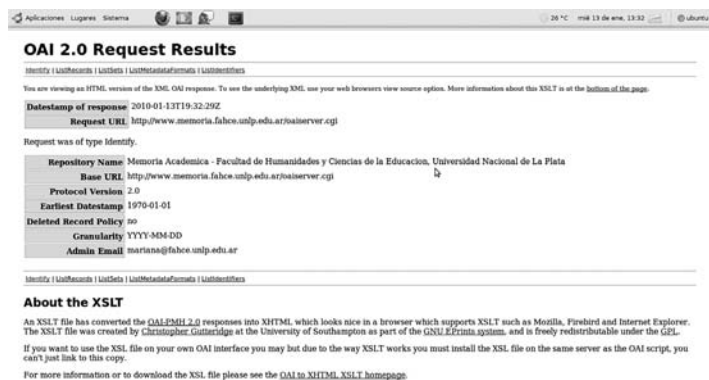 Aplicaciones Lugares Sistema 26 °C mié 13 de ene, 13:32 ubuntu
OAI 2.0 Request Results
Identify | ListRecords | ListSets | ListMetadataFormats | ListIdentifiers
You are viewing an HTML version of the XML OAI response. To see the underlying XML use your web browsers view source option. More information about this XSLT is at the bottom of the page.
Datestamp of response 2010-01-13T19:32:29Z
Request URL http://www.memoria.fahce.unlp.edu.ar/oaiserver.cgi
Request was of type Identify.
Repository Name Memoria Academica - Facultad de Humanidades y Ciencias de la Educacion, Universidad Nacional de La Plata
Base URL http://www.memoria.fahce.unlp.edu.ar/oaiserver.cgi
Protocol Version 2.0
Earliest Datestamp 1970-01-01
Deleted Record Policy no
Granularity YYYY-MM-DD
Admin Email mariana@fahce.unlp.edu.ar
Identify | ListRecords | ListSets | ListMetadataFormats | ListIdentifiers
About the XSLT
An XSLT file has converted the OAI-PMH 2.0 responses into XHTML which looks nice in a browser which supports XSLT such as Mozilla, Firebird and Internet Explorer.
The XSLT file was created by Christopher Gutteridge at the University of Southampton as part of the GNU EPrints system, and is freely redistributable under the GPL.
If you want to use the XSL file on your own OAI interface you may but due to the way XSLT works you must install the XSL file on the same server as the OAI script, you
can't just link to this copy.
For more information or to download the XSL file please see the OAI to XHTML XSLT homepage.